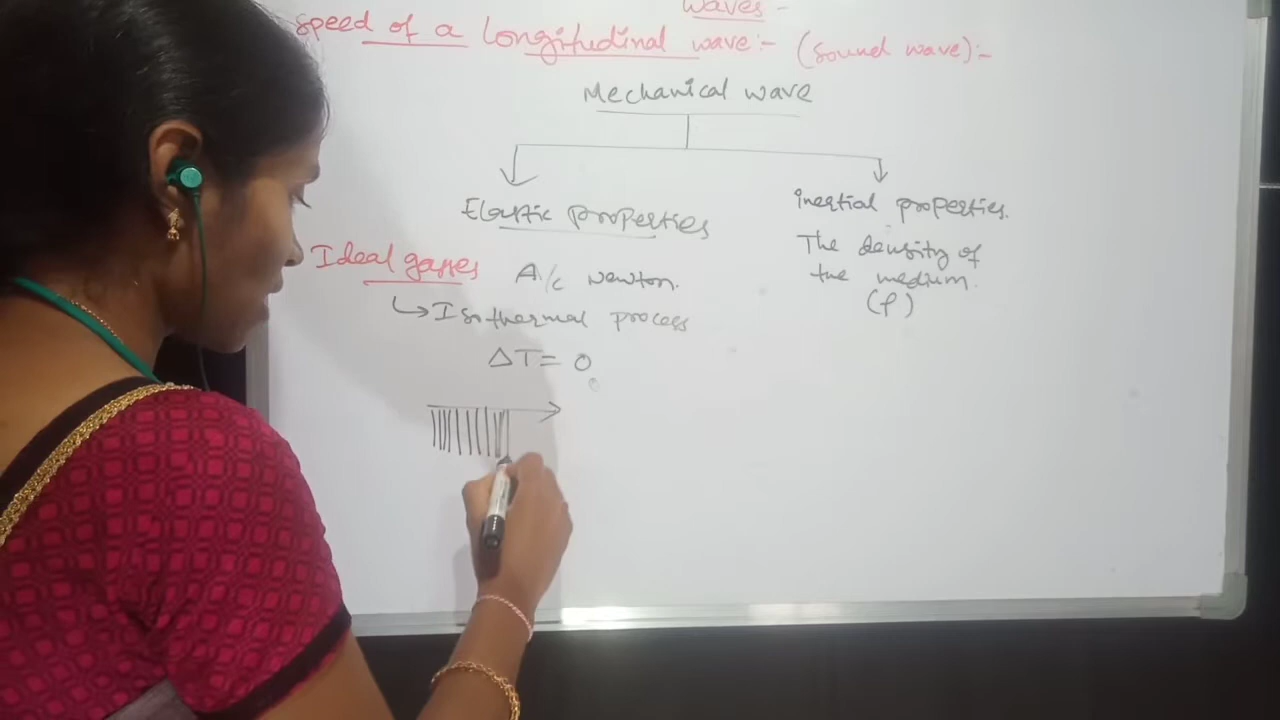 Waves -
Speed of a Longitudinal wave:- (Sound wave):-
Mechanical wave
Elastic properties
Inertial properties.
The density of
the medium.
(ρ)
Ideal gasses
A/c Newton.
↳ Isothermal process
ΔT = 0